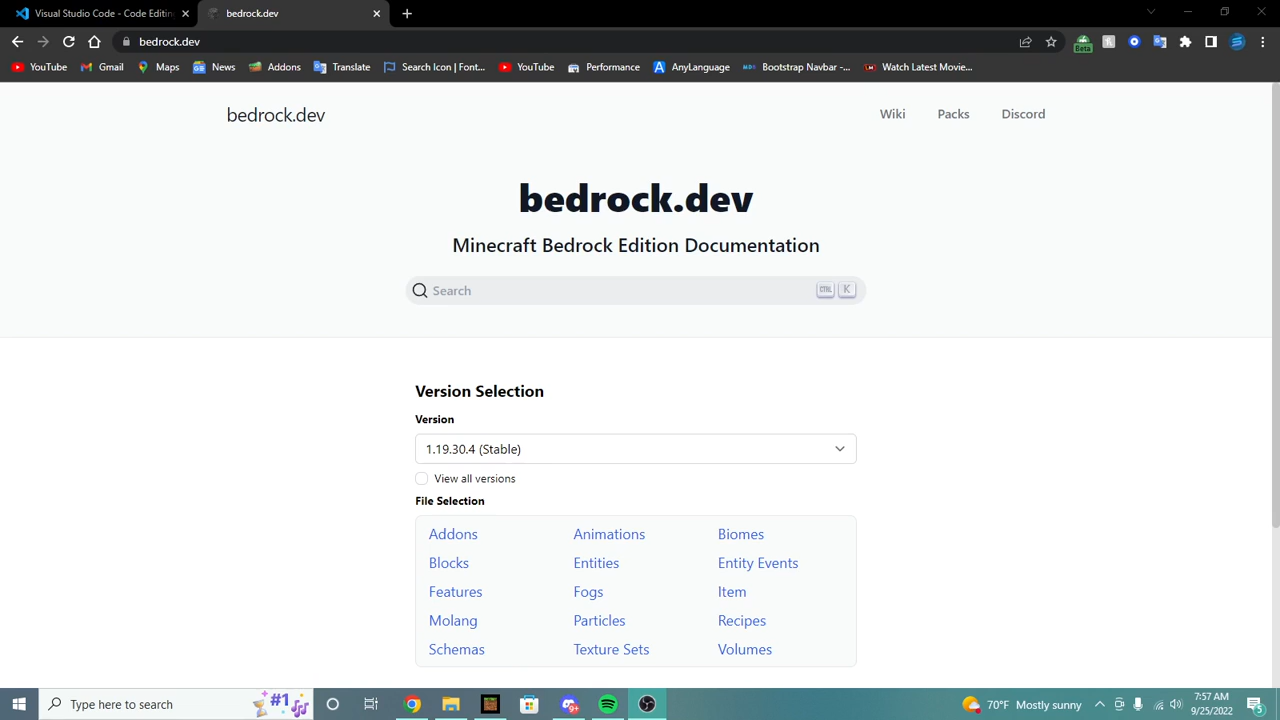 Visual Studio Code - Code Editin
bedrock.dev
bedrock.dev
Beta
YouTube
Gmail
Maps
News
Addons
Translate
Search Icon | Font...
YouTube
Performance
AnyLanguage
Bootstrap Navbar -...
Watch Latest Movie...
bedrock.dev
Wiki
Packs
Discord
bedrock.dev
Minecraft Bedrock Edition Documentation
Search
CTRL K
Version Selection
Version
1.19.30.4 (Stable)
View all versions
File Selection
Addons Animations Biomes
Blocks Entities Entity Events
Features Fogs Item
Molang Particles Recipes
Schemas Texture Sets Volumes
Type here to search
#1
70°F Mostly sunny
7:57 AM
9/25/2022
5